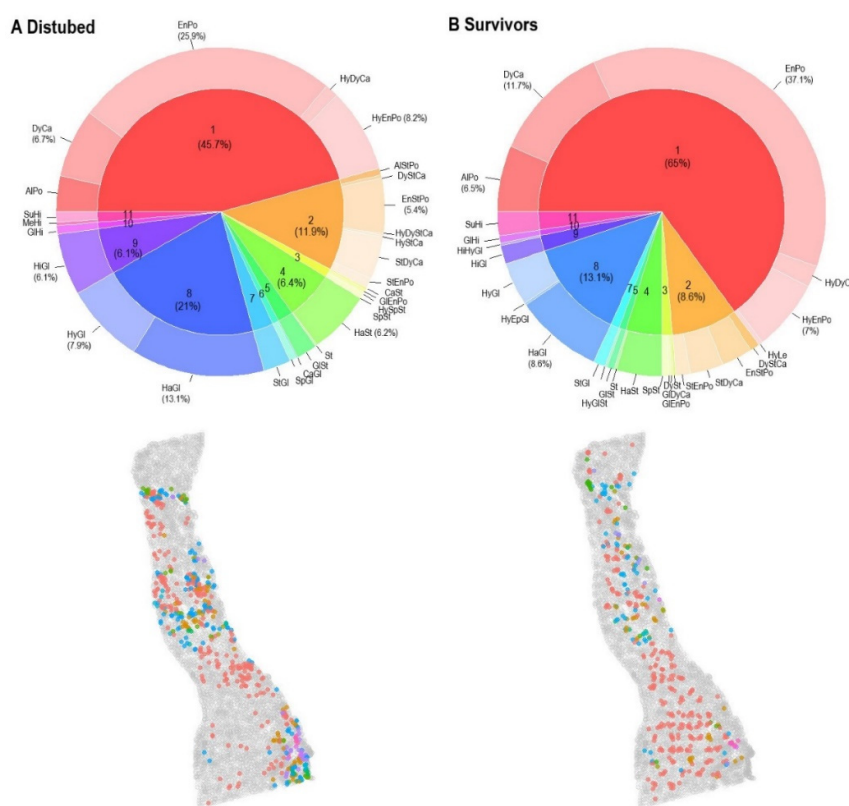 A Distubed
EnPo
(25.9%)
HyDyCa
HyEnPo (8.2%)
DyCa
(6.7%)
AlPo
1
(45.7%)
AlStPo
DyStCa
EnStPo
(5.4%)
HyDyStCa
HyStCa
StDyCa
StEnPo
CaSt
GlEnPo
HySpSt
SpSt
HaSt (6.2%)
St
GlSt
CaGl
SpGl
StGl
HaGl
(13.1%)
HyGl
(7.9%)
HiGl
(6.1%)
GlHi
MeHi
SuHi
11
10
9
(6.1%)
8
(21%)
7
6
5
4
(6.4%)
3
2
(11.9%)
B Survivors
EnPo
(37.1%)
DyCa
(11.7%)
AlPo
(6.5%)
1
(65%)
HyDyCa
HyEnPo
(7%)
HyLe
DyStCa
EnStPo
StDyCa
StEnPo
DySt
GlDyCa
GlEnPo
SpSt
HaSt
St
GlSt
HyGlSt
StGl
HaGl
(8.6%)
HyEpGl
HyGl
HiGl
HiHyGl
GlHi
SuHi
11
10
9
8
(13.1%)
7
5
4
3
2
(8.6%)